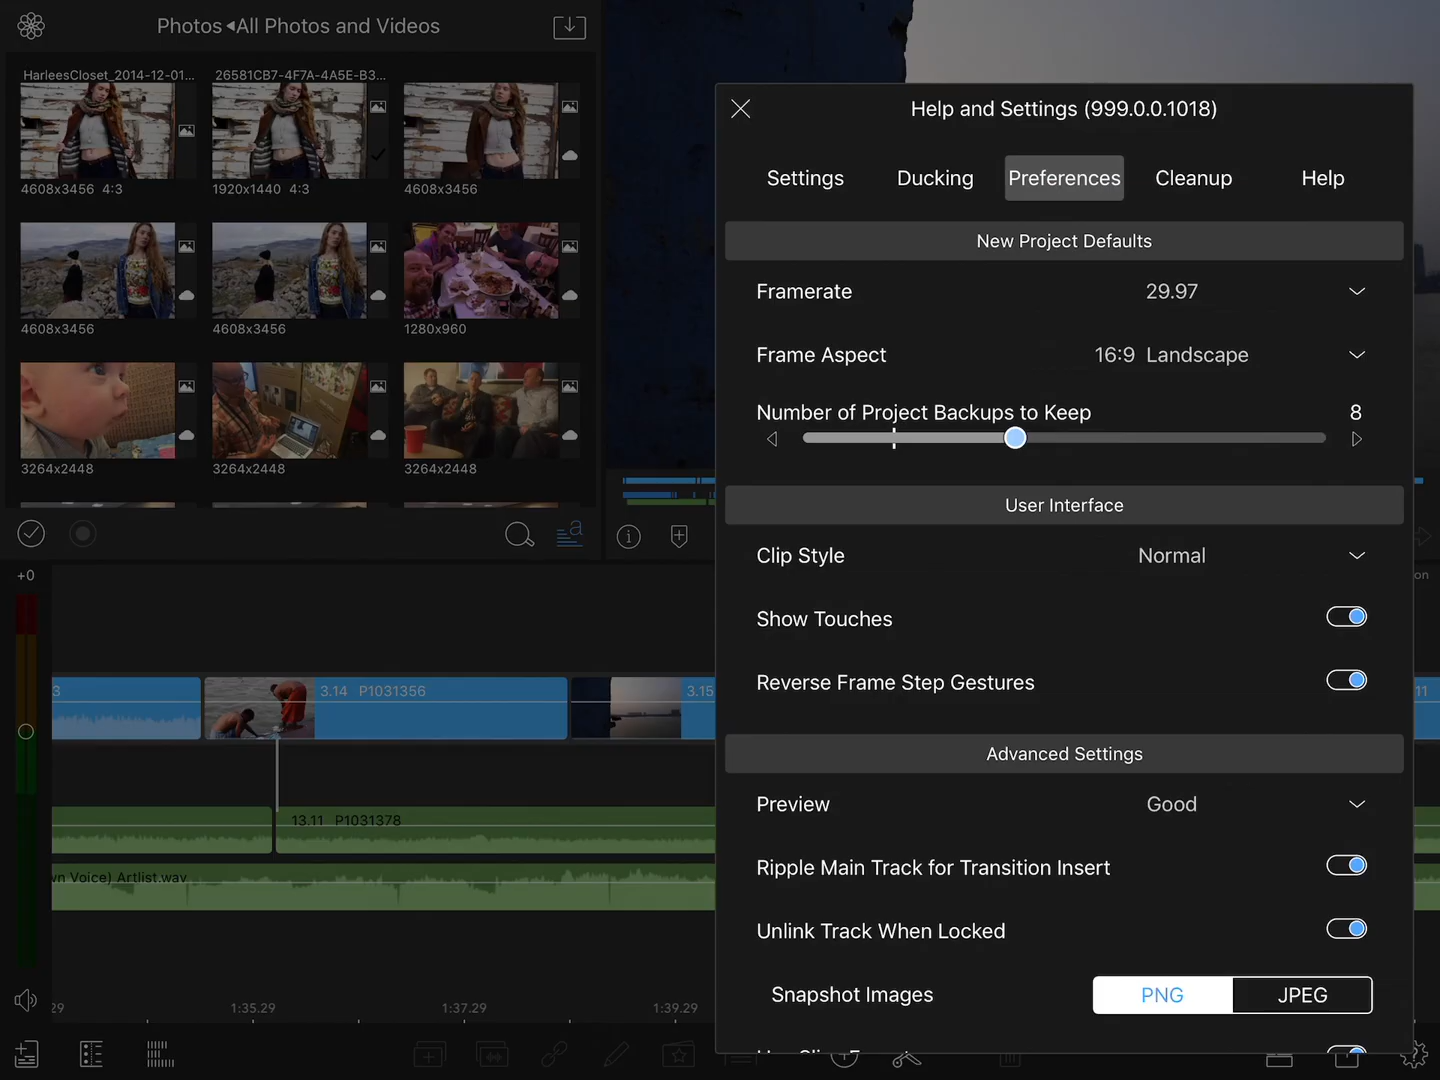 Photos ◂All Photos and Videos
HarleesCloset_2014-12-01...
26581CB7-4F7A-4A5E-B3...
4608x3456 4:3
1920x1440 4:3
4608x3456
4608x3456
4608x3456
1280x960
3264x2448
3264x2448
3264x2448
+0
3
3.14 P1031356
3.15
11
on
13.11 P1031378
wn Voice) Artlist.wav
29
1:35.29
1:37.29
1:39.29
Help and Settings (999.0.0.1018)
Settings
Ducking
Preferences
Cleanup
Help
New Project Defaults
Framerate 29.97
Frame Aspect 16:9 Landscape
Number of Project Backups to Keep 8
User Interface
Clip Style Normal
Show Touches
Reverse Frame Step Gestures
Advanced Settings
Preview Good
Ripple Main Track for Transition Insert
Unlink Track When Locked
Snapshot Images PNG JPEG